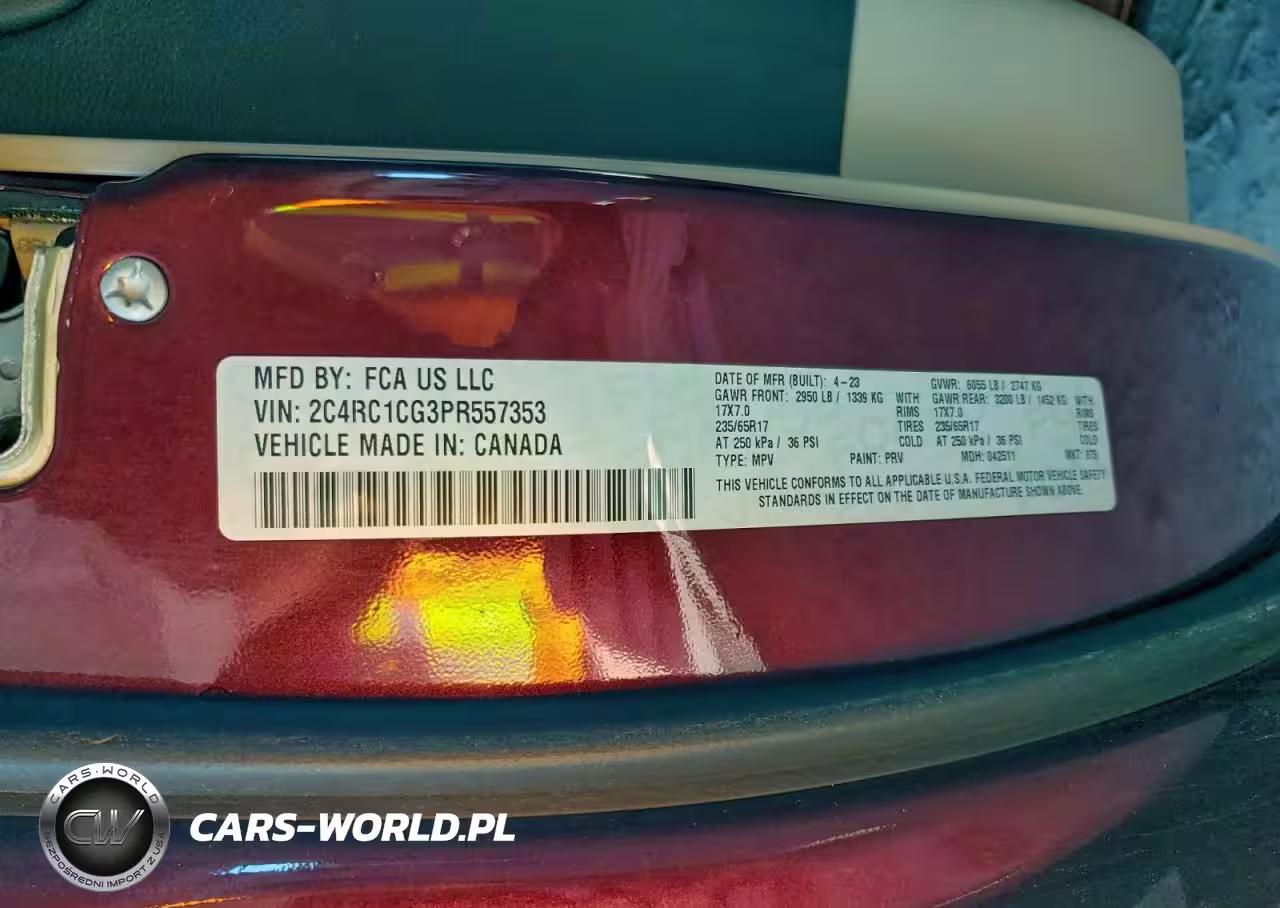 MFD BY: FCA US LLC
VIN: 2C4RC1CG3PR557353
VEHICLE MADE IN: CANADA
DATE OF MFR (BUILT): 4-23 GVWR: 6055 LB / 2747 KG
GAWR FRONT: 2950 LB / 1339 KG WITH GAWR REAR: 3200 LB / 1452 KG WITH
17X7.0 RIMS 17X7.0 RIMS
235/65R17 TIRES 235/65R17 TIRES
AT 250 kPa / 36 PSI COLD AT 250 kPa / 36 PSI COLD
TYPE: MPV PAINT: PRV MDH: 042511 MKT:
THIS VEHICLE CONFORMS TO ALL APPLICABLE U.S.A. FEDERAL MOTOR VEHICLE SAFETY
STANDARDS IN EFFECT ON THE DATE OF MANUFACTURE SHOWN ABOVE.
CARS-WORLD
CW
BEZPOŚREDNI IMPORT Z USA
CARS-WORLD.PL